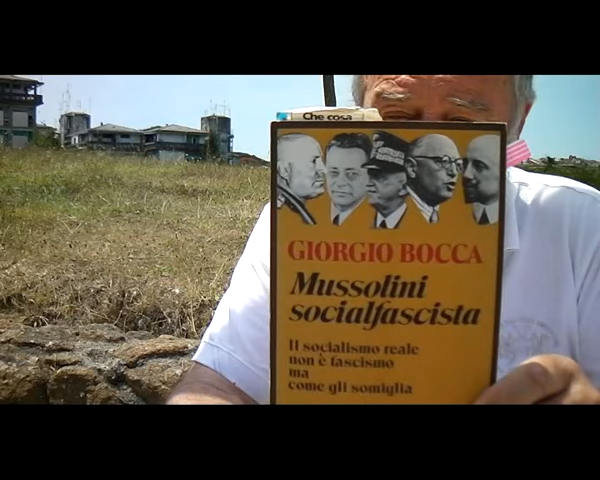 Che cosa
GIORGIO BOCCA
Mussolini
socialfascista
Il socialismo reale
non è fascismo
ma
come gli somiglia